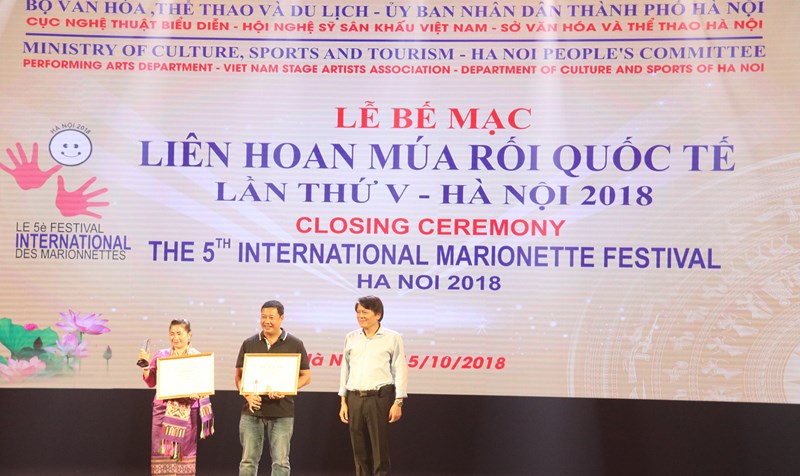 BỘ VĂN HÓA ,THỂ THAO VÀ DU LỊCH - ỦY BAN NHÂN DÂN THÀNH PHỐ HÀ NỘI
CỤC NGHỆ THUẬT BIỂU DIỄN - HỘI NGHỆ SỸ SÂN KHẤU VIỆT NAM - SỞ VĂN HÓA VÀ THỂ THAO HÀ NỘI
MINISTRY OF CULTURE, SPORTS AND TOURISM - HA NOI PEOPLE'S COMMITTEE
PERFORMING ARTS DEPARTMENT - VIET NAM STAGE ARTISTS ASSOCIATION - DEPARTMENT OF CULTURE AND SPORTS OF HA NOI
LỄ BẾ MẠC
LIÊN HOAN MÚA RỐI QUỐC TẾ
LẦN THỨ V - HÀ NỘI 2018
CLOSING CEREMONY
THE 5TH INTERNATIONAL MARIONETTE FESTIVAL
HA NOI 2018
HA NOI 2018
LE 5è FESTIVAL
INTERNATIONAL
DES MARIONNETTES
5/10/2018